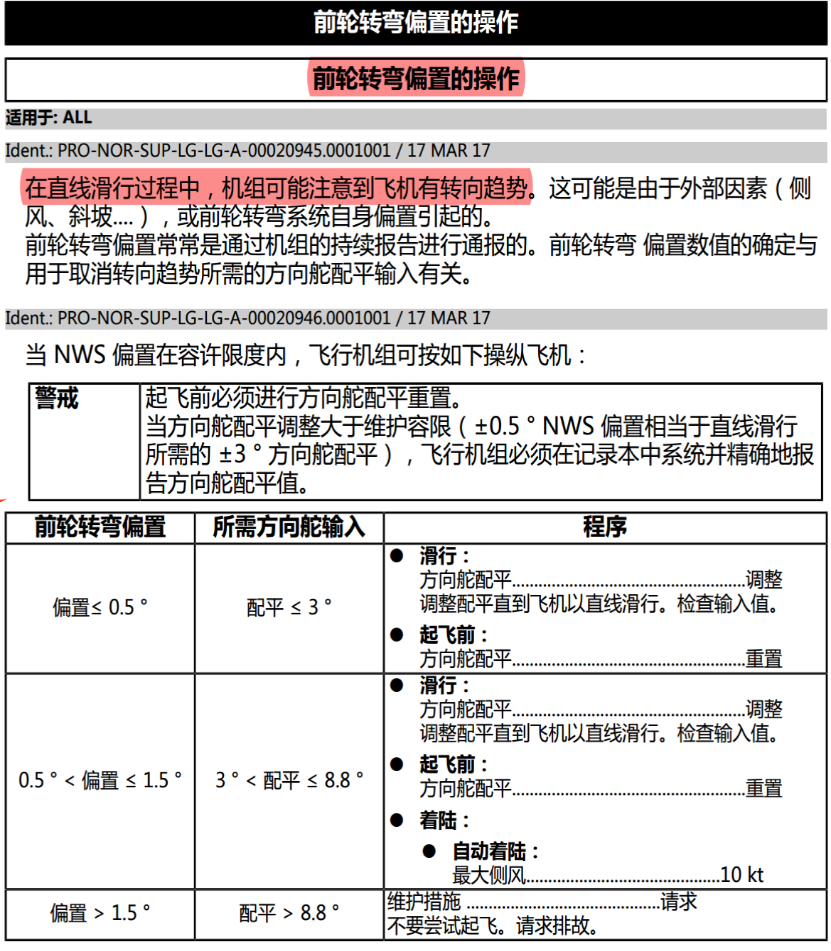 前轮转弯偏置的操作
前轮转弯偏置的操作
适用于: ALL
Ident.: PRO-NOR-SUP-LG-LG-A-00020945.0001001 / 17 MAR 17
在直线滑行过程中，机组可能注意到飞机有转向趋势。这可能是由于外部因素（侧
风、斜坡....），或前轮转弯系统自身偏置引起的。
前轮转弯偏置常常是通过机组的持续报告进行通报的。前轮转弯 偏置数值的确定与
用于取消转向趋势所需的方向舵配平输入有关。
Ident.: PRO-NOR-SUP-LG-LG-A-00020946.0001001 / 17 MAR 17
当 NWS 偏置在容许限度内，飞行机组可按如下操纵飞机：
警戒
起飞前必须进行方向舵配平重置。
当方向舵配平调整大于维护容限（ ±0.5 ° NWS 偏置相当于直线滑行
所需的 ±3 ° 方向舵配平），飞行机组必须在记录本中系统并精确地报
告方向舵配平值。
前轮转弯偏置 所需方向舵输入 程序
偏置≤ 0.5 °
配平 ≤ 3 °
● 滑行：
方向舵配平.....................................................调整
调整配平直到飞机以直线滑行。检查输入值。
● 起飞前：
方向舵配平.....................................................重置
0.5 ° < 偏置 ≤ 1.5 °
3 ° < 配平 ≤ 8.8 °
● 滑行：
方向舵配平.....................................................调整
调整配平直到飞机以直线滑行。检查输入值。
● 起飞前：
方向舵配平.....................................................重置
● 着陆：
● 自动着陆：
最大侧风............................................10 kt
偏置 > 1.5 °
配平 > 8.8 °
维护措施 ............................................请求
不要尝试起飞。请求排故。